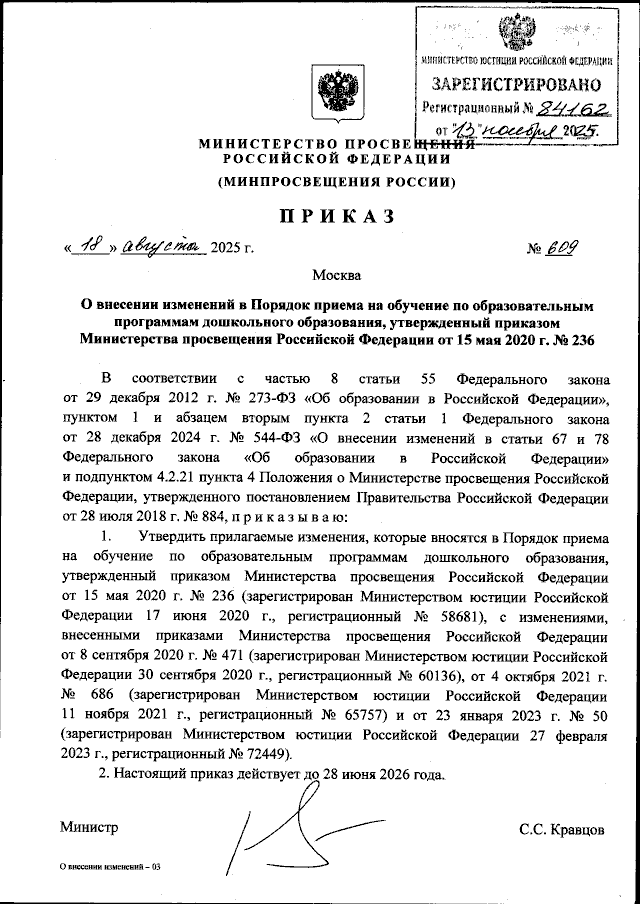 МИНИСТЕРСТВО ЮСТИЦИИ РОССИЙСКОЙ ФЕДЕРАЦИИ
ЗАРЕГИСТРИРОВАНО
Регистрационный № 84162
от "13" ноября 2025.
МИНИСТЕРСТВО ПРОСВЕЩЕНИЯ
РОССИЙСКОЙ ФЕДЕРАЦИИ
(МИНПРОСВЕЩЕНИЯ РОССИИ)
ПРИКАЗ
« 18 » августа 2025 г.
№ 609
Москва
О внесении изменений в Порядок приема на обучение по образовательным
программам дошкольного образования, утвержденный приказом
Министерства просвещения Российской Федерации от 15 мая 2020 г. № 236
В соответствии с частью 8 статьи 55 Федерального закона
от 29 декабря 2012 г. № 273-ФЗ «Об образовании в Российской Федерации»,
пунктом 1 и абзацем вторым пункта 2 статьи 1 Федерального закона
от 28 декабря 2024 г. № 544-ФЗ «О внесении изменений в статьи 67 и 78
Федерального закона «Об образовании в Российской Федерации»
и подпунктом 4.2.21 пункта 4 Положения о Министерстве просвещения Российской
Федерации, утвержденного постановлением Правительства Российской Федерации
от 28 июля 2018 г. № 884, п р и к а з ы в а ю:
1. Утвердить прилагаемые изменения, которые вносятся в Порядок приема
на обучение по образовательным программам дошкольного образования,
утвержденный приказом Министерства просвещения Российской Федерации
от 15 мая 2020 г. № 236 (зарегистрирован Министерством юстиции Российской
Федерации 17 июня 2020 г., регистрационный № 58681), с изменениями,
внесенными приказами Министерства просвещения Российской Федерации
от 8 сентября 2020 г. № 471 (зарегистрирован Министерством юстиции Российской
Федерации 30 сентября 2020 г., регистрационный № 60136), от 4 октября 2021 г.
№ 686 (зарегистрирован Министерством юстиции Российской Федерации
11 ноября 2021 г., регистрационный № 65757) и от 23 января 2023 г. № 50
(зарегистрирован Министерством юстиции Российской Федерации 27 февраля
2023 г., регистрационный № 72449).
2. Настоящий приказ действует до 28 июня 2026 года.
Министр
С.С. Кравцов
О внесении изменений – 03